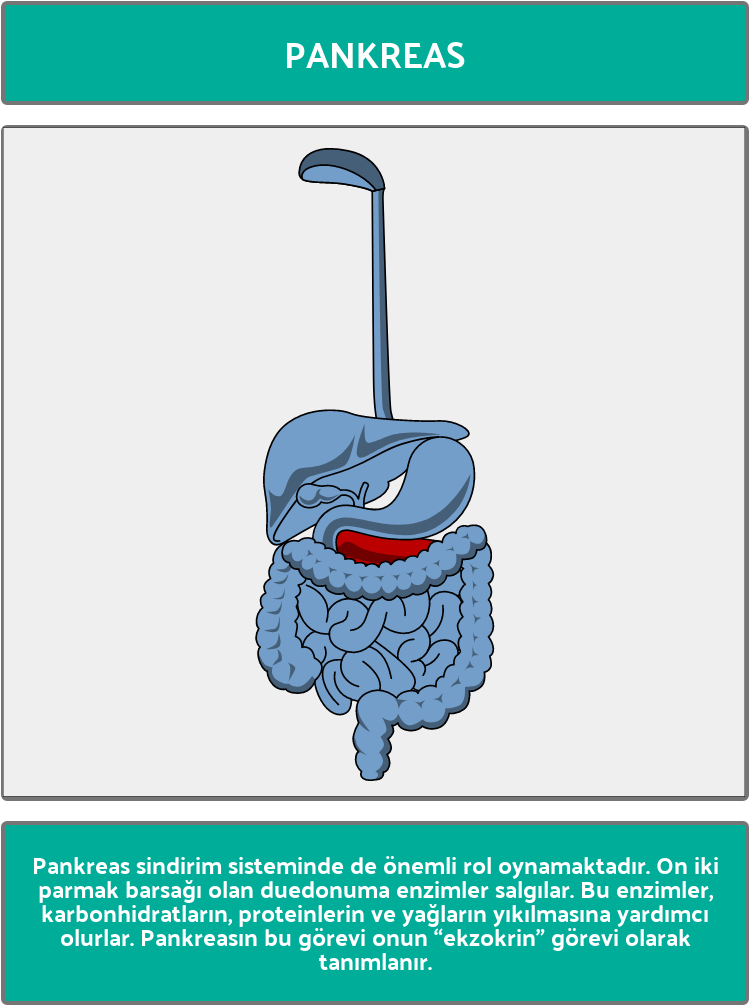 PANKREAS
Pankreas sindirim sisteminde de önemli rol oynamaktadır. On iki
parmak barsağı olan duedonuma enzimler salgılar. Bu enzimler,
karbonhidratların, proteinlerin ve yağların yıkılmasına yardımcı
olurlar. Pankreasın bu görevi onun “ekzokrin” görevi olarak
tanımlanır.